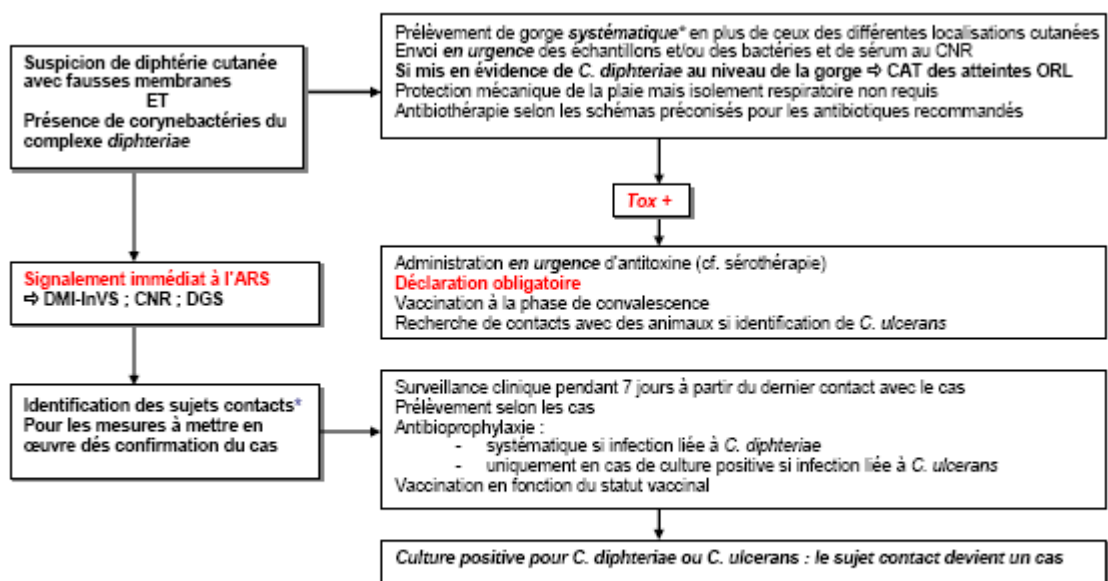 Suspicion de diphtérie cutanée
avec fausses membranes
ET
Présence de corynebactéries du
complexe diphteriae
Prélèvement de gorge systématique* en plus de ceux des différentes localisations cutanées
Envoi en urgence des échantillons et/ou des bactéries et de sérum au CNR
Si mis en évidence de C. diphteriae au niveau de la gorge ⇨ CAT des atteintes ORL
Protection mécanique de la plaie mais isolement respiratoire non requis
Antibiothérapie selon les schémas préconisés pour les antibiotiques recommandés
Tox +
Signalement immédiat à l'ARS
⇨ DMI-InVS ; CNR ; DGS
Administration en urgence d'antitoxine (cf. sérothérapie)
Déclaration obligatoire
Vaccination à la phase de convalescence
Recherche de contacts avec des animaux si identification de C. ulcerans
Identification des sujets contacts*
Pour les mesures à mettre en
œuvre dés confirmation du cas
Surveillance clinique pendant 7 jours à partir du dernier contact avec le cas
Prélèvement selon les cas
Antibioprophylaxie :
- systématique si infection liée à C. diphteriae
- uniquement en cas de culture positive si infection liée à C. ulcerans
Vaccination en fonction du statut vaccinal
Culture positive pour C. diphteriae ou C. ulcerans : le sujet contact devient un cas